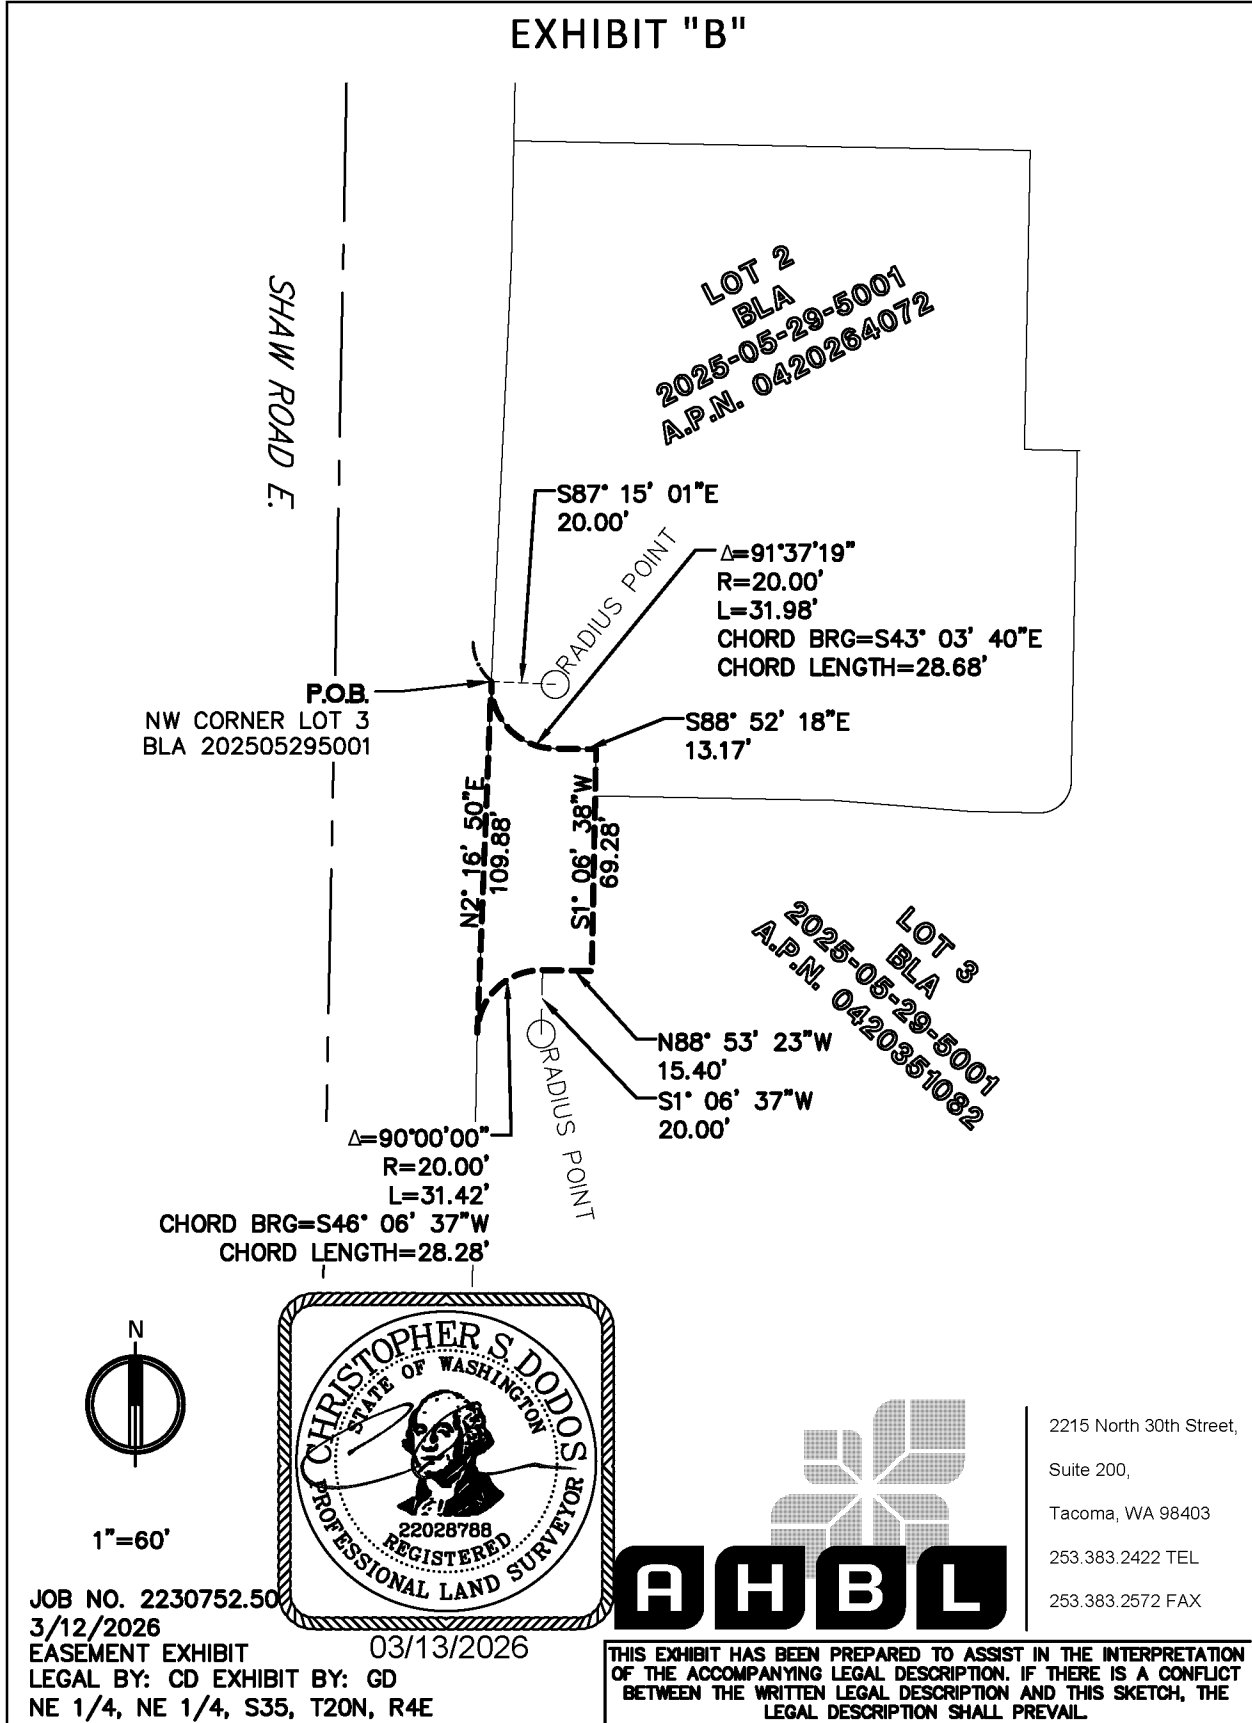 EXHIBIT "B"
SHAW ROAD E.
LOT 2
BLA
2025-05-29-5001
A.P.N. 0420264072
S87° 15' 01"E
20.00'
RADIUS POINT
Δ=91°37'19"
R=20.00'
L=31.98'
CHORD BRG=S43° 03' 40"E
CHORD LENGTH=28.68'
P.O.B.
NW CORNER LOT 3
BLA 202505295001
S88° 52' 18"E
13.17'
N2° 16' 50"E
109.88'
S1° 06' 38"W
69.28'
LOT 3
BLA
2025-05-29-5001
A.P.N. 0420351082
N88° 53' 23"W
15.40'
S1° 06' 37"W
20.00'
RADIUS POINT
Δ=90°00'00"
R=20.00'
L=31.42'
CHORD BRG=S46° 06' 37"W
CHORD LENGTH=28.28'
N
1"=60'
CHRISTOPHER S. DODOS
STATE OF WASHINGTON
22028788
REGISTERED
PROFESSIONAL LAND SURVEYOR
03/13/2026
JOB NO. 2230752.50
3/12/2026
EASEMENT EXHIBIT
LEGAL BY: CD EXHIBIT BY: GD
NE 1/4, NE 1/4, S35, T20N, R4E
AHBL
2215 North 30th Street,
Suite 200,
Tacoma, WA 98403
253.383.2422 TEL
253.383.2572 FAX
THIS EXHIBIT HAS BEEN PREPARED TO ASSIST IN THE INTERPRETATION
OF THE ACCOMPANYING LEGAL DESCRIPTION. IF THERE IS A CONFLICT
BETWEEN THE WRITTEN LEGAL DESCRIPTION AND THIS SKETCH, THE
LEGAL DESCRIPTION SHALL PREVAIL.